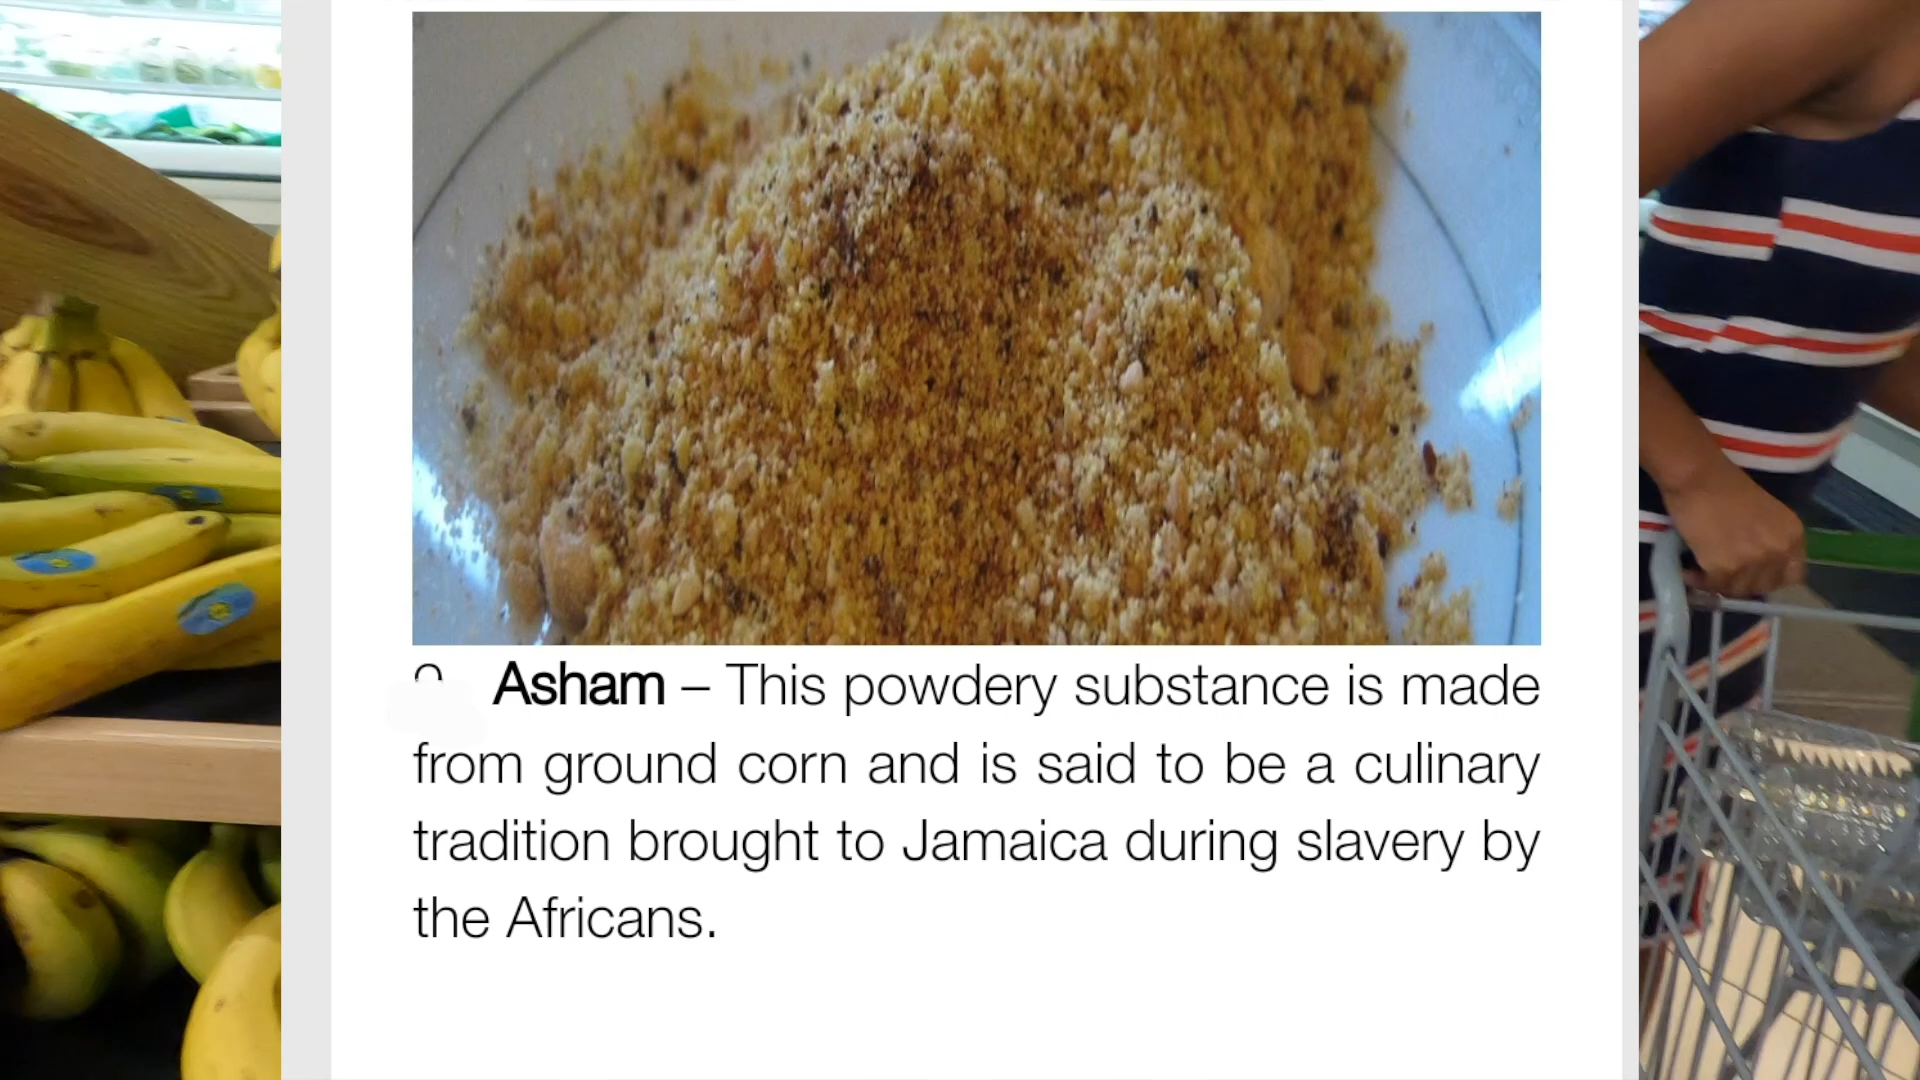 Asham – This powdery substance is made
from ground corn and is said to be a culinary
tradition brought to Jamaica during slavery by
the Africans.